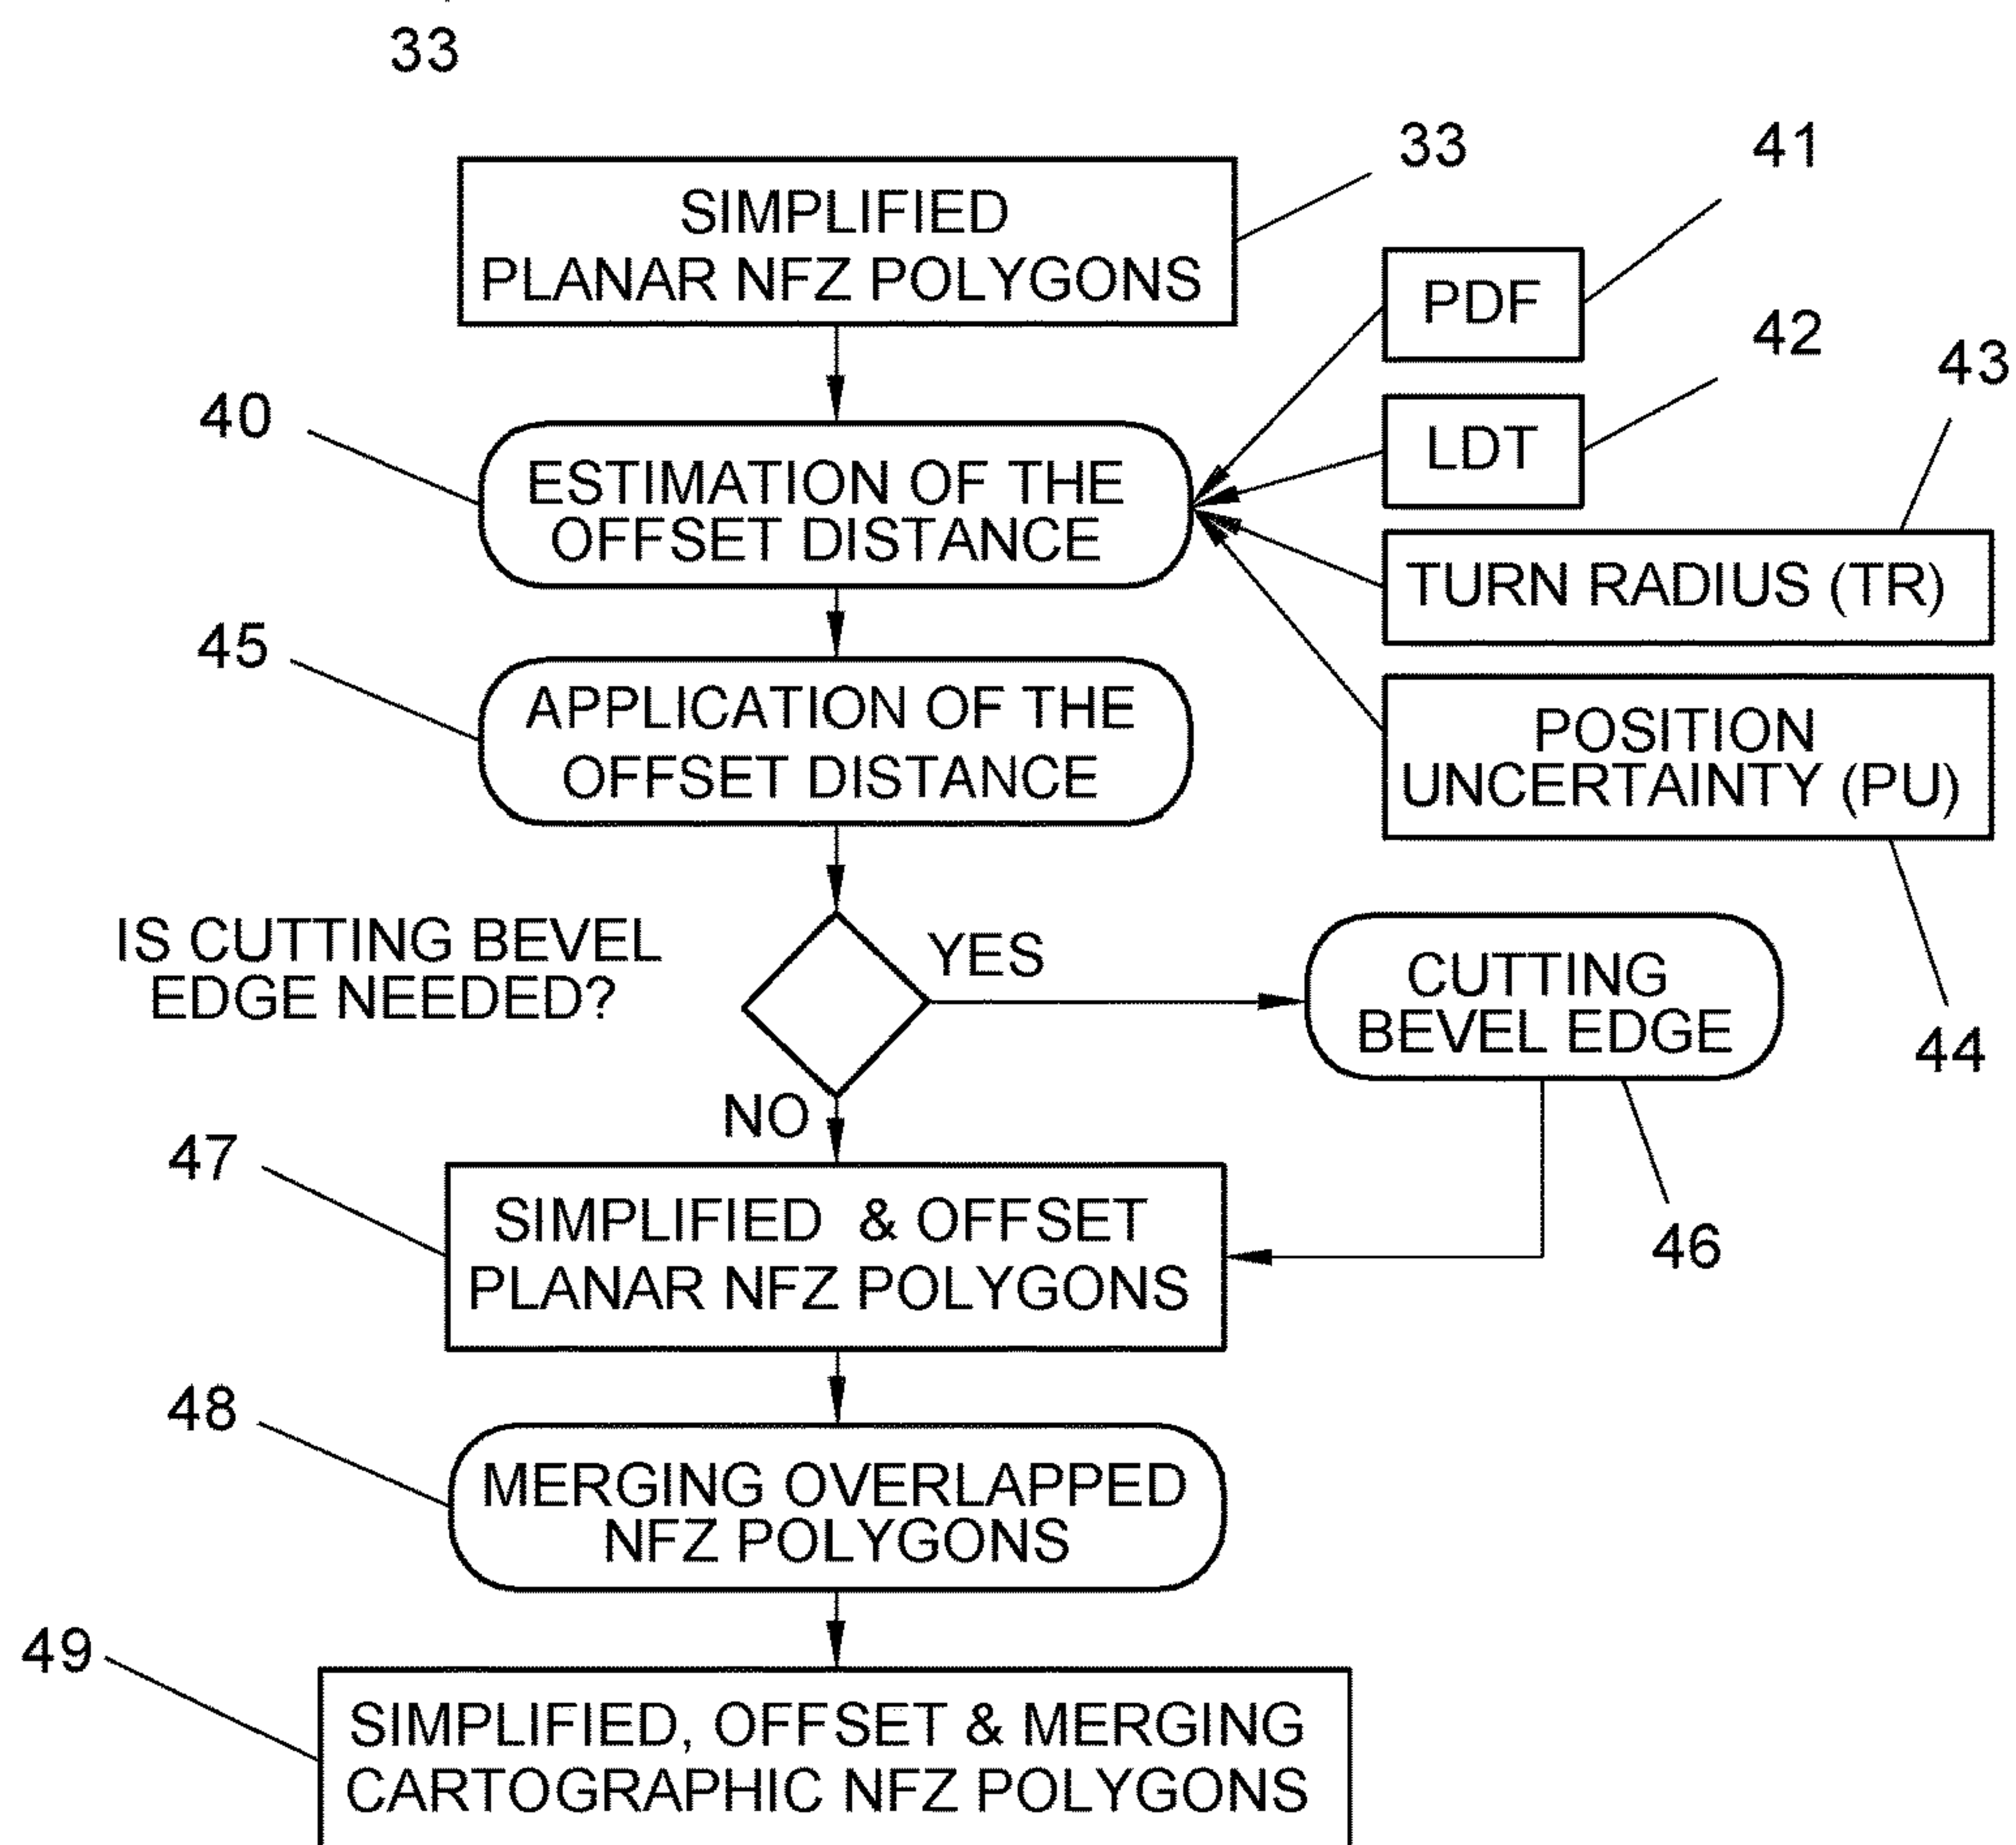 33
33
41
SIMPLIFIED
PLANAR NFZ POLYGONS
PDF
42
43
40
LDT
ESTIMATION OF THE
OFFSET DISTANCE
TURN RADIUS (TR)
45
APPLICATION OF THE
OFFSET DISTANCE
POSITION
UNCERTAINTY (PU)
IS CUTTING BEVEL
EDGE NEEDED?
YES
CUTTING
BEVEL EDGE
44
NO
47
SIMPLIFIED & OFFSET
PLANAR NFZ POLYGONS
46
48
MERGING OVERLAPPED
NFZ POLYGONS
49
SIMPLIFIED, OFFSET & MERGING
CARTOGRAPHIC NFZ POLYGONS